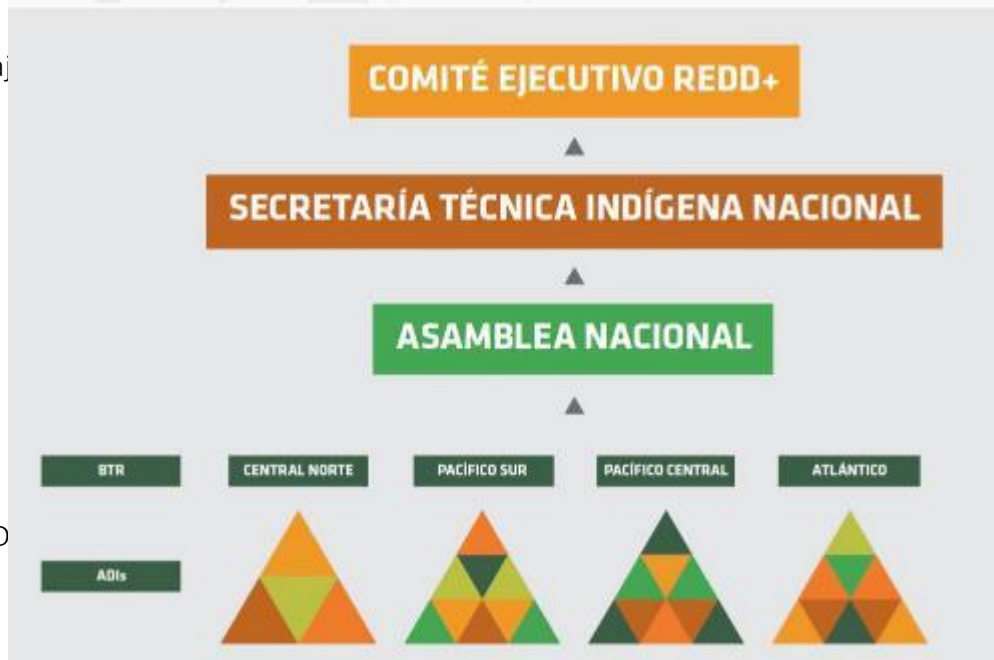 COMITÉ EJECUTIVO REDD+
SECRETARÍA TÉCNICA INDÍGENA NACIONAL
ASAMBLEA NACIONAL
BTR
CENTRAL NORTE
PACÍFICO SUR
PACÍFICO CENTRAL
ATLÁNTICO
ADIs